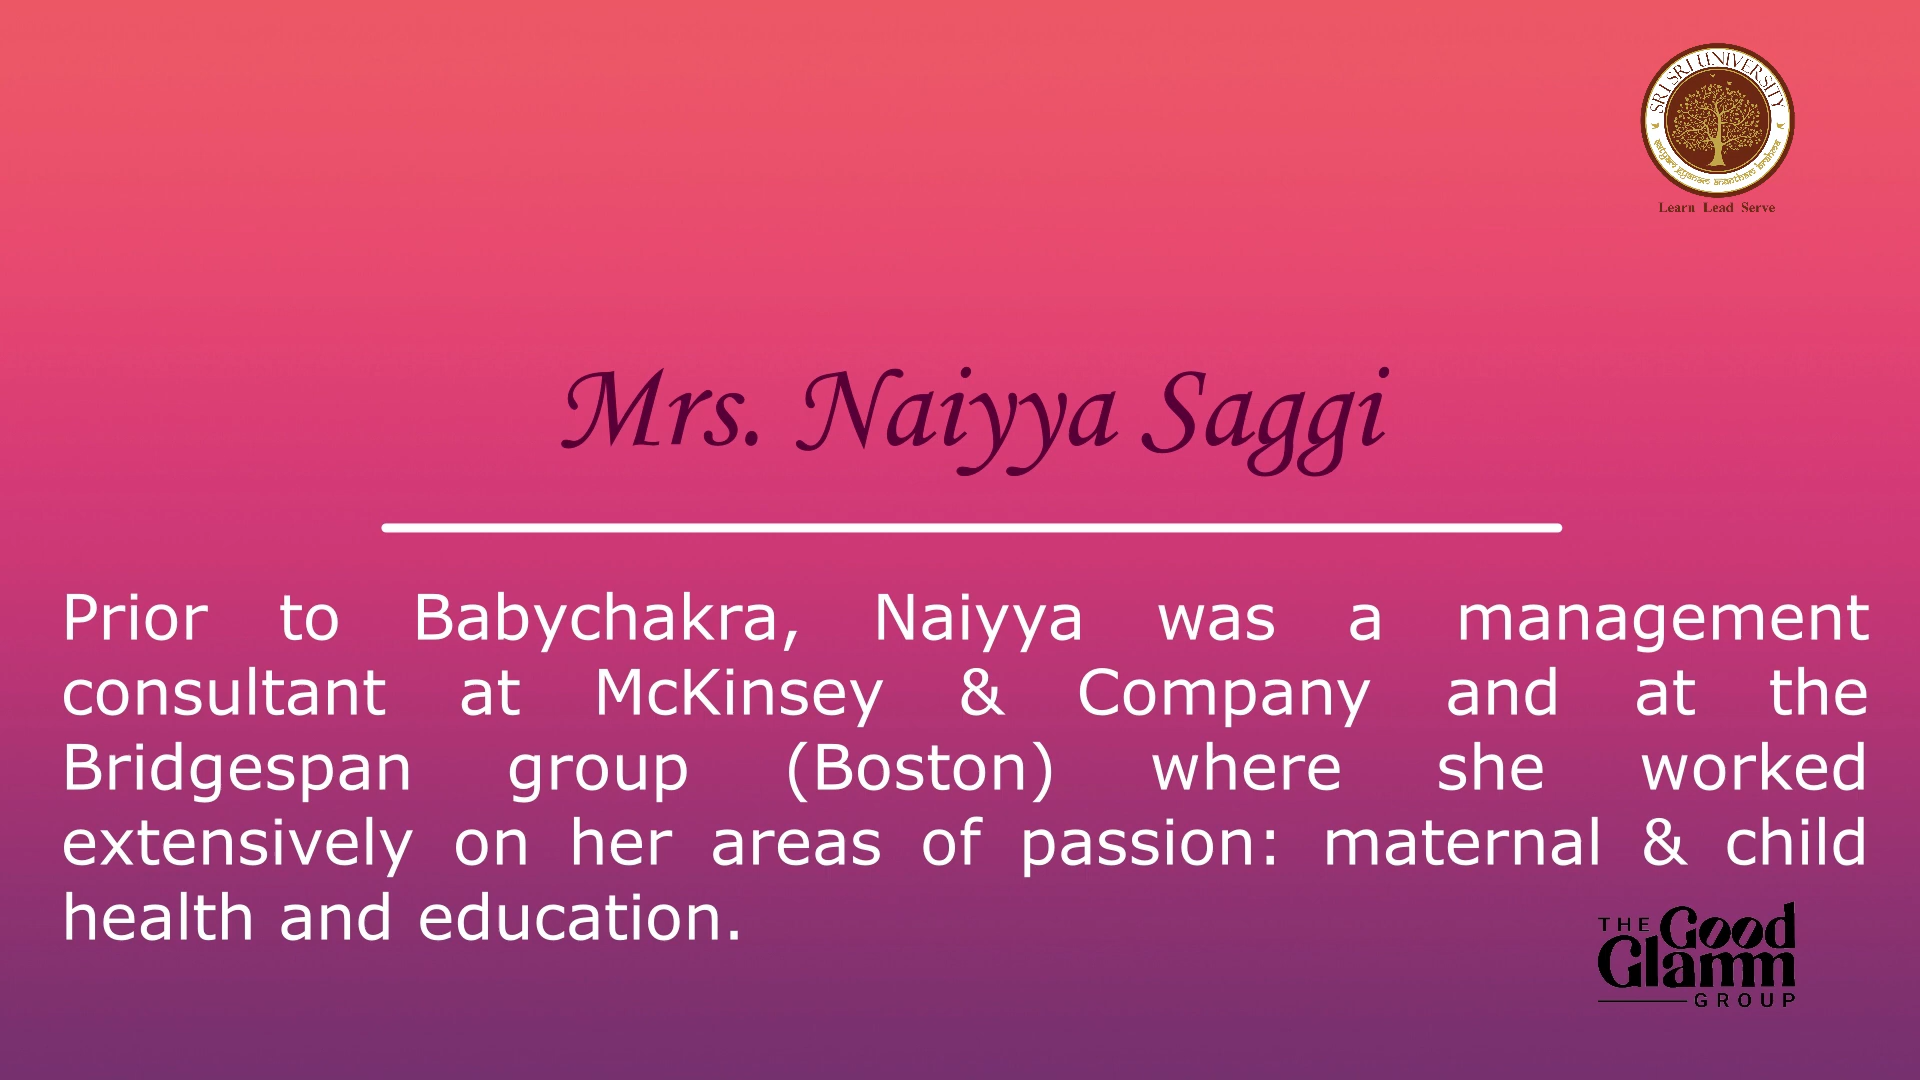 SRI SRI UNIVERSITY
Learn Lead Serve
Mrs. Naiyya Saggi
Prior to Babychakra, Naiyya was a management
consultant at McKinsey & Company and at the
Bridgespan group (Boston) where she worked
extensively on her areas of passion: maternal & child
health and education.
THE Good
Glamm
GROUP